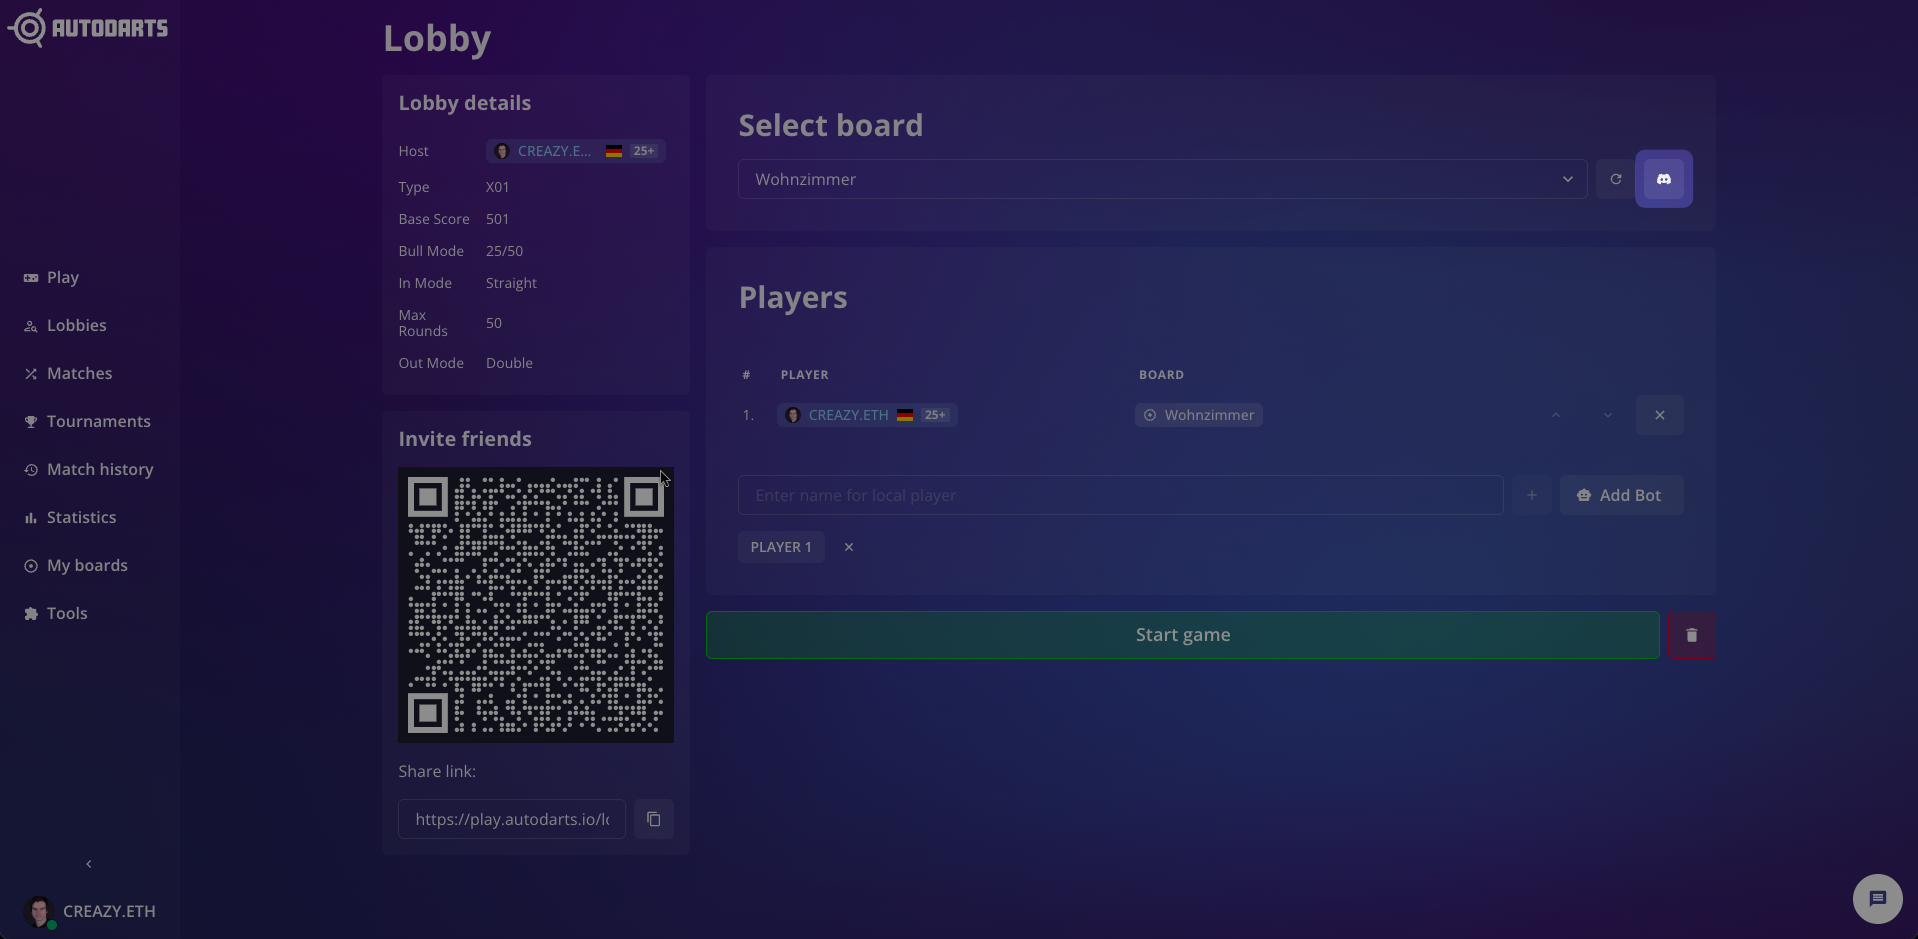 AUTODARTS
Play
Lobbies
Matches
Tournaments
Match history
Statistics
My boards
Tools
CREAZY.ETH
Lobby
Lobby details
Host CREAZY.E... 25+
Type X01
Base Score 501
Bull Mode 25/50
In Mode Straight
Max Rounds 50
Out Mode Double
Invite friends
Share link:
https://play.autodarts.io/lo
Select board
Wohnzimmer
Players
# PLAYER BOARD
1. CREAZY.ETH 25+ Wohnzimmer
Enter name for local player
+ Add Bot
PLAYER 1
Start game